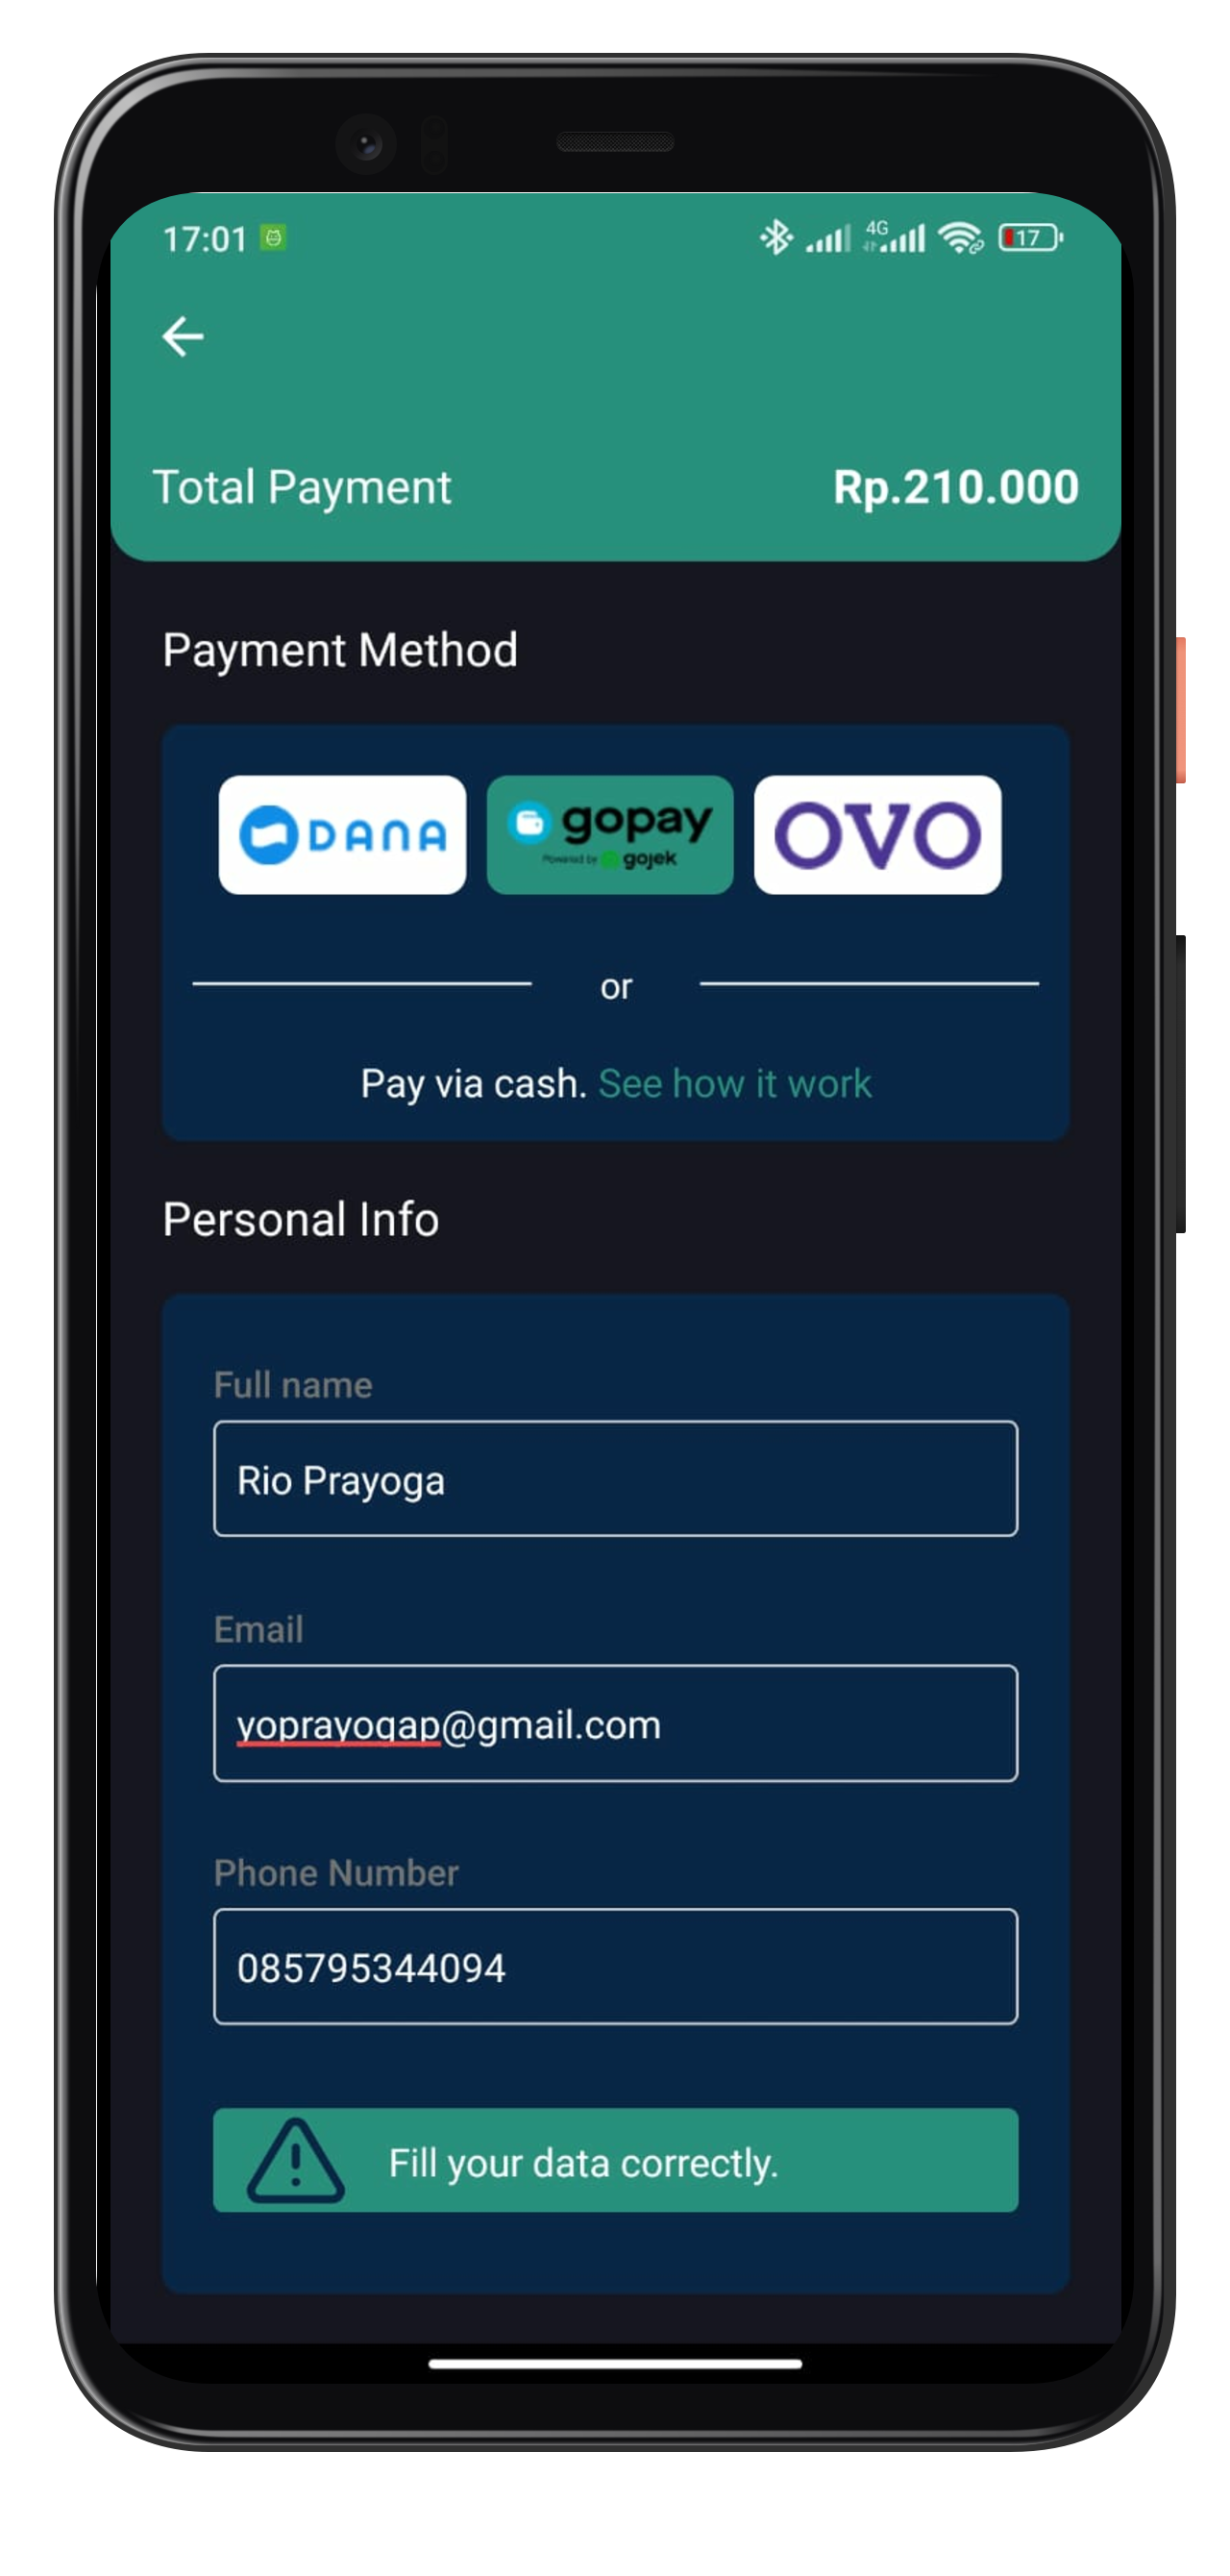 17:01 4G 17
Total Payment Rp.210.000
Payment Method
DANA gopay OVO
Powered by gojek
or
Pay via cash. See how it work
Personal Info
Full name
Rio Prayoga
Email
yoprayogap@gmail.com
Phone Number
085795344094
Fill your data correctly.